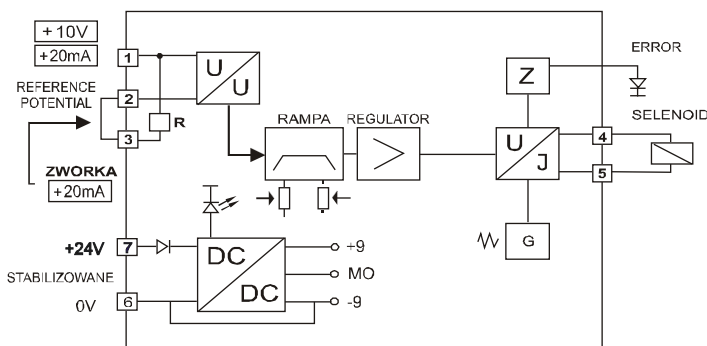 +10V
+20mA
1
REFERENCE
POTENTIAL
2
3
R
ZWORKA
+20mA
U
U
RAMPA
REGULATOR
Z
ERROR
SELENOID
U
J
4
5
G
+24V
7
STABILIZOWANE
0V
6
DC
DC
+9
MO
-9